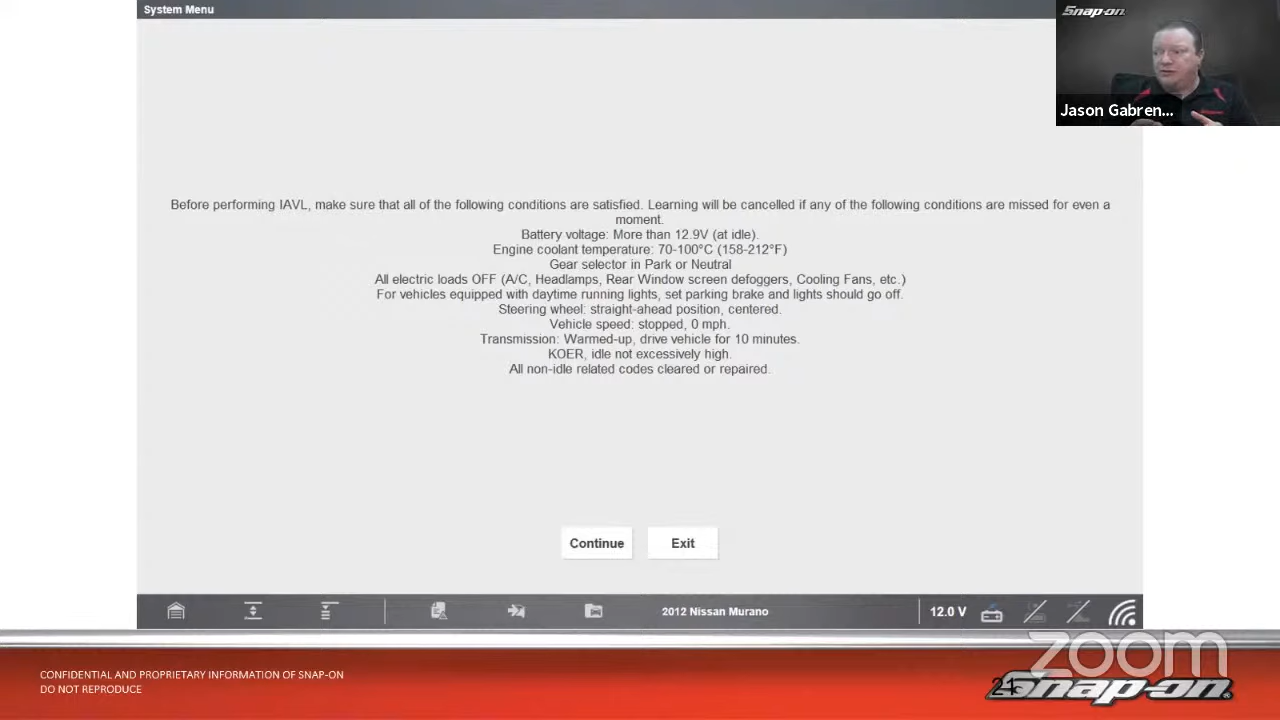 System Menu
Snap-on
Jason Gabren...
Before performing IAVL, make sure that all of the following conditions are satisfied. Learning will be cancelled if any of the following conditions are missed for even a
moment.
Battery voltage: More than 12.9V (at idle).
Engine coolant temperature: 70-100°C (158-212°F)
Gear selector in Park or Neutral
All electric loads OFF (A/C, Headlamps, Rear Window screen defoggers, Cooling Fans, etc.)
For vehicles equipped with daytime running lights, set parking brake and lights should go off.
Steering wheel: straight-ahead position, centered.
Vehicle speed: stopped, 0 mph.
Transmission: Warmed-up, drive vehicle for 10 minutes.
KOER, idle not excessively high.
All non-idle related codes cleared or repaired.
Continue
Exit
2012 Nissan Murano
12.0 V
zoom
CONFIDENTIAL AND PROPRIETARY INFORMATION OF SNAP-ON
DO NOT REPRODUCE
Snap-on